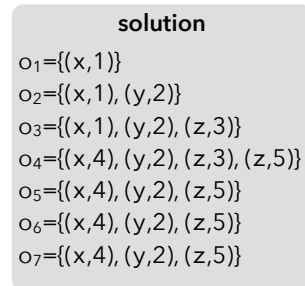 solution
o₁={(x,1)}
o₂={(x,1), (y,2)}
o₃={(x,1), (y,2), (z,3)}
o₄={(x,4), (y,2), (z,3), (z,5)}
o₅={(x,4), (y,2), (z,5)}
o₆={(x,4), (y,2), (z,5)}
o₇={(x,4), (y,2), (z,5)}